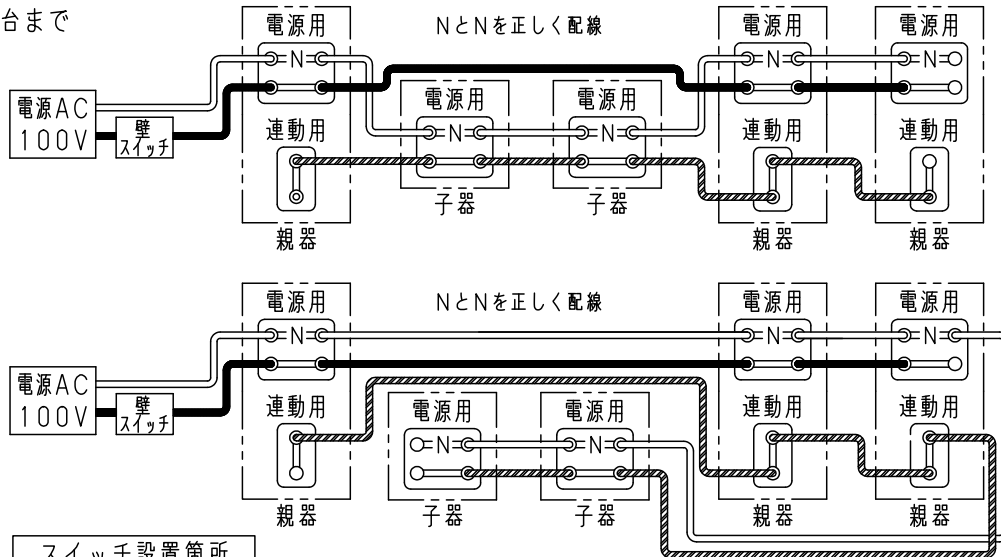 台まで
NとNを正しく配線
電源用
N
連動用
親器
電源AC
100V
壁
スイッチ
電源用
N
子器
電源用
N
子器
電源用
N
連動用
親器
電源用
N
連動用
親器
NとNを正しく配線
電源用
N
連動用
親器
電源AC
100V
壁
スイッチ
電源用
N
子器
電源用
N
子器
電源用
N
連動用
親器
電源用
N
連動用
親器
スイッチ設置箇所